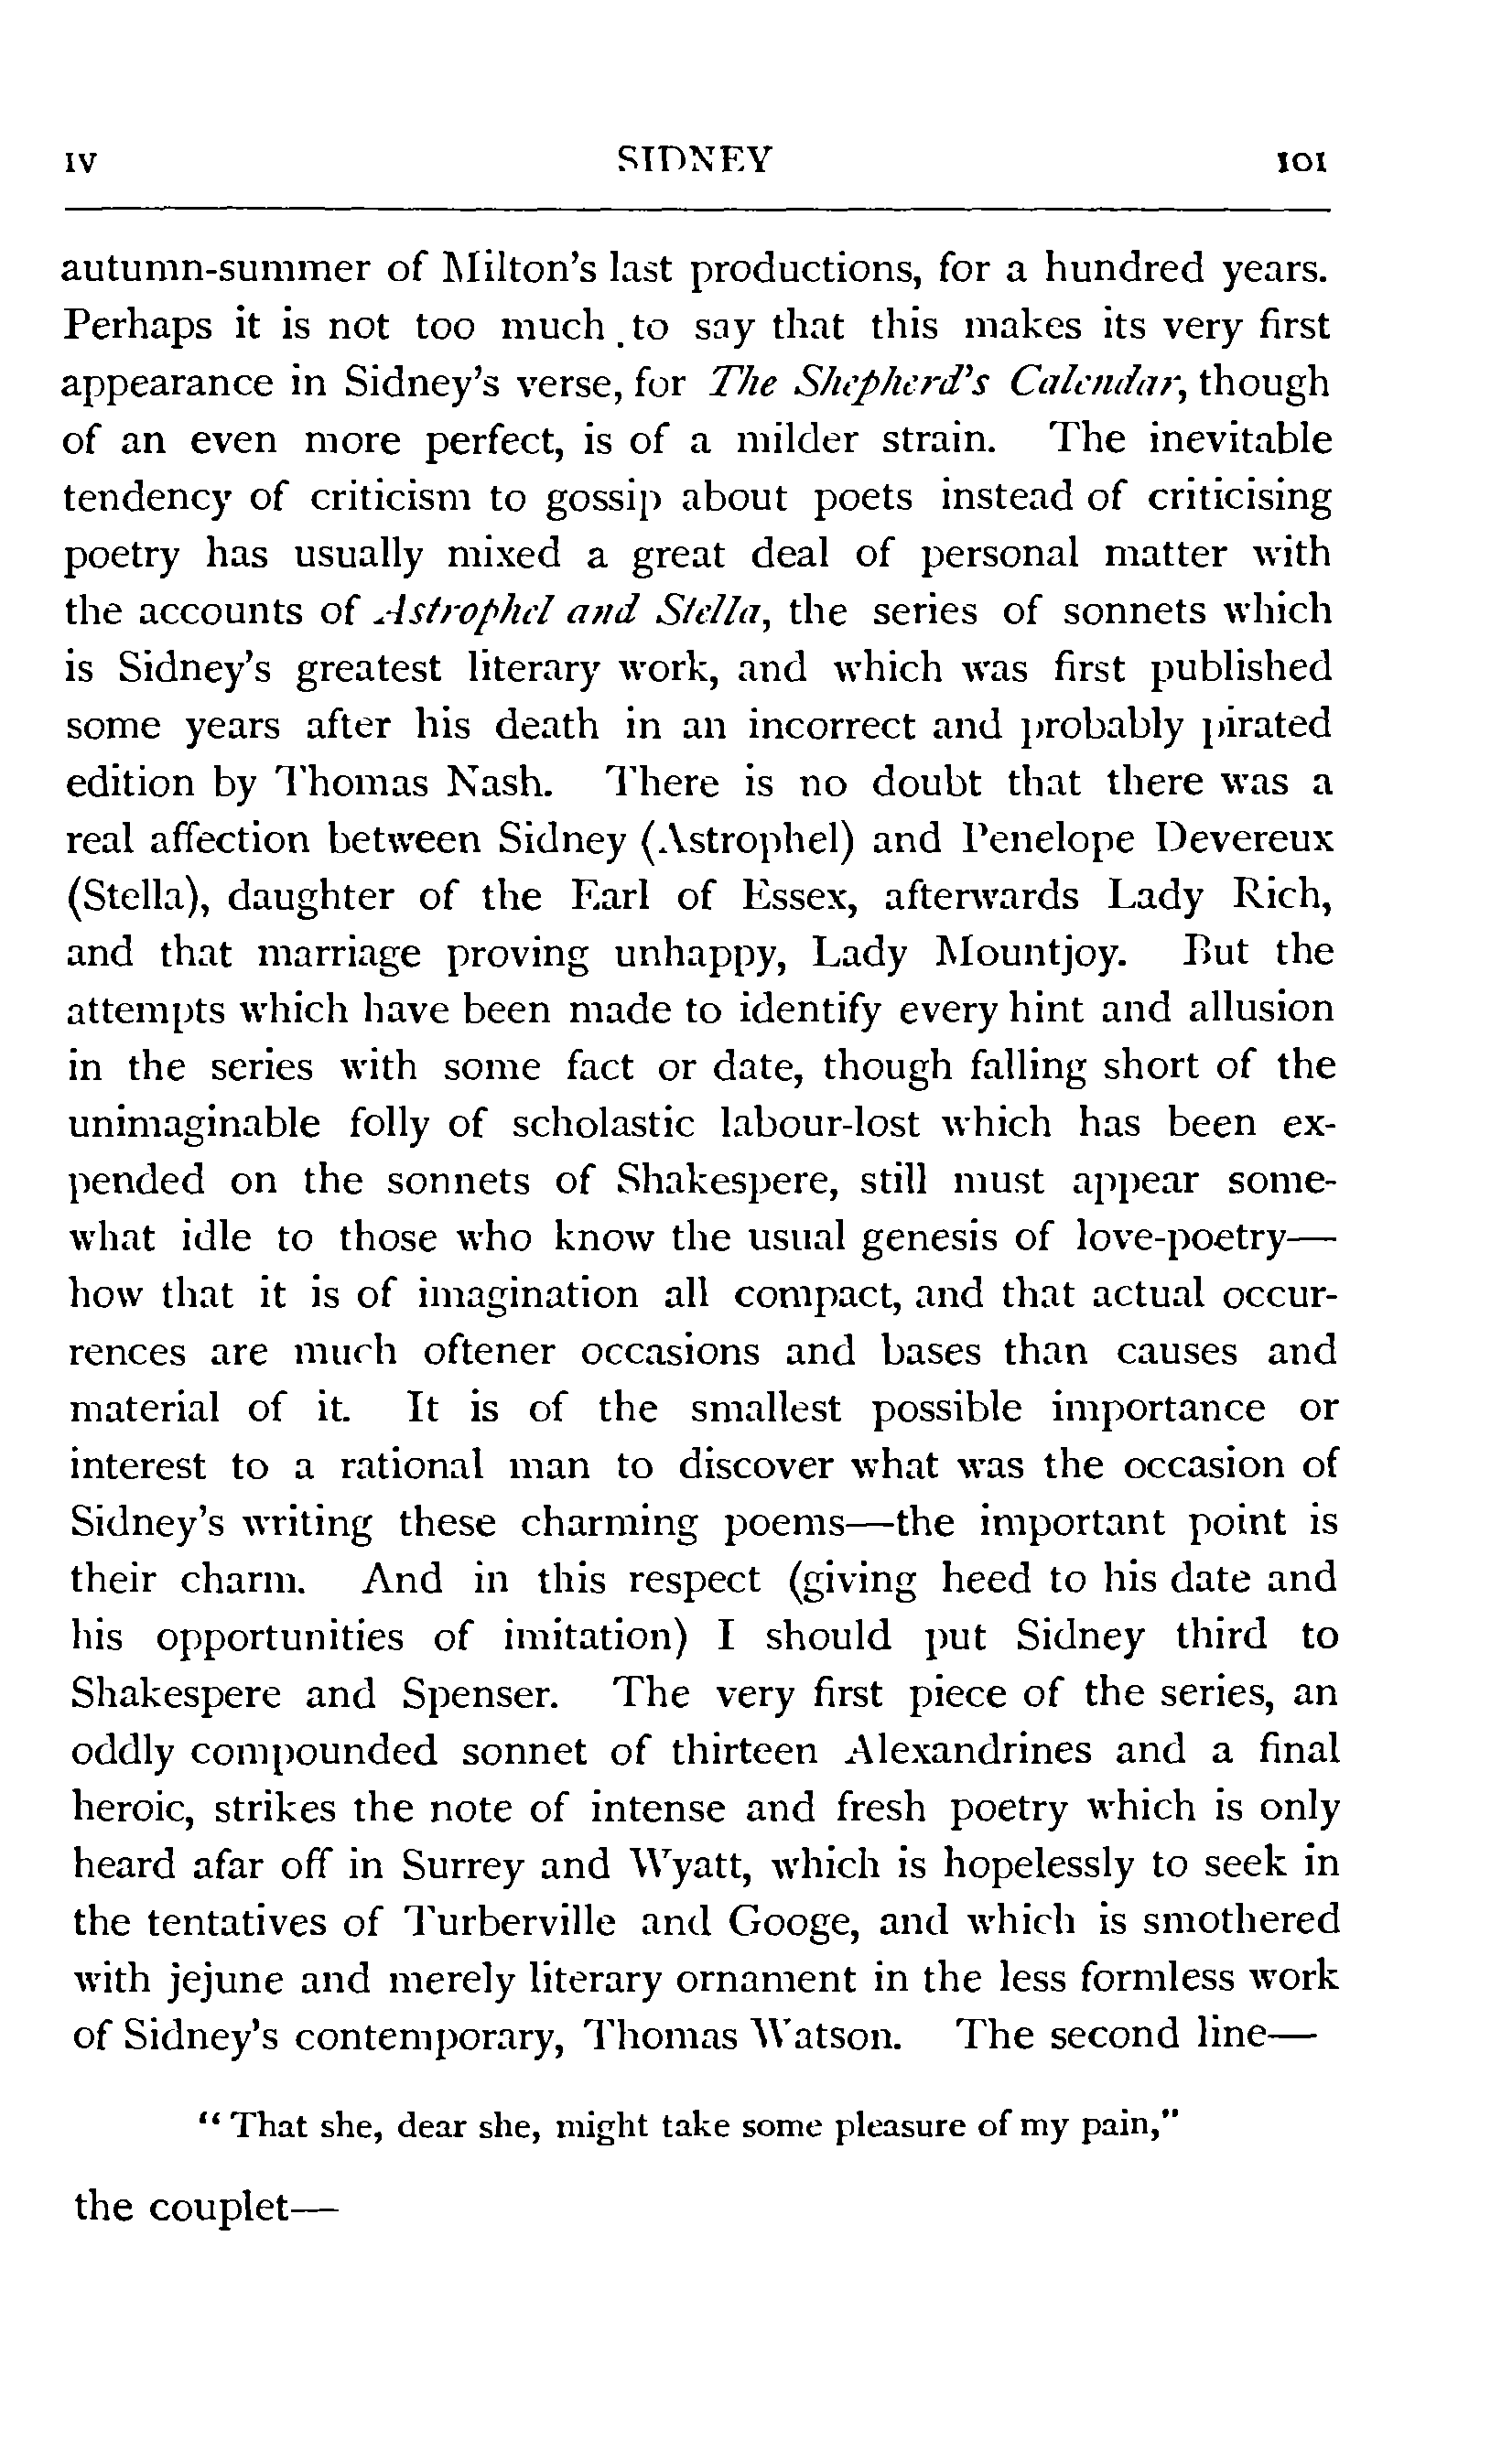 IV SIDNEY 101
autumn-summer of Milton's last productions, for a hundred years.
Perhaps it is not too much to say that this makes its very first
appearance in Sidney's verse, for The Shepherd's Calendar, though
of an even more perfect, is of a milder strain. The inevitable
tendency of criticism to gossip about poets instead of criticising
poetry has usually mixed a great deal of personal matter with
the accounts of Astrophel and Stella, the series of sonnets which
is Sidney's greatest literary work, and which was first published
some years after his death in an incorrect and probably pirated
edition by Thomas Nash. There is no doubt that there was a
real affection between Sidney (Astrophel) and Penelope Devereux
(Stella), daughter of the Earl of Essex, afterwards Lady Rich,
and that marriage proving unhappy, Lady Mountjoy. But the
attempts which have been made to identify every hint and allusion
in the series with some fact or date, though falling short of the
unimaginable folly of scholastic labour-lost which has been ex-
pended on the sonnets of Shakespere, still must appear some-
what idle to those who know the usual genesis of love-poetry—
how that it is of imagination all compact, and that actual occur-
rences are much oftener occasions and bases than causes and
material of it. It is of the smallest possible importance or
interest to a rational man to discover what was the occasion of
Sidney's writing these charming poems—the important point is
their charm. And in this respect (giving heed to his date and
his opportunities of imitation) I should put Sidney third to
Shakespere and Spenser. The very first piece of the series, an
oddly compounded sonnet of thirteen Alexandrines and a final
heroic, strikes the note of intense and fresh poetry which is only
heard afar off in Surrey and Wyatt, which is hopelessly to seek in
the tentatives of Turberville and Googe, and which is smothered
with jejune and merely literary ornament in the less formless work
of Sidney's contemporary, Thomas Watson. The second line—
"That she, dear she, might take some pleasure of my pain,"
the couplet—